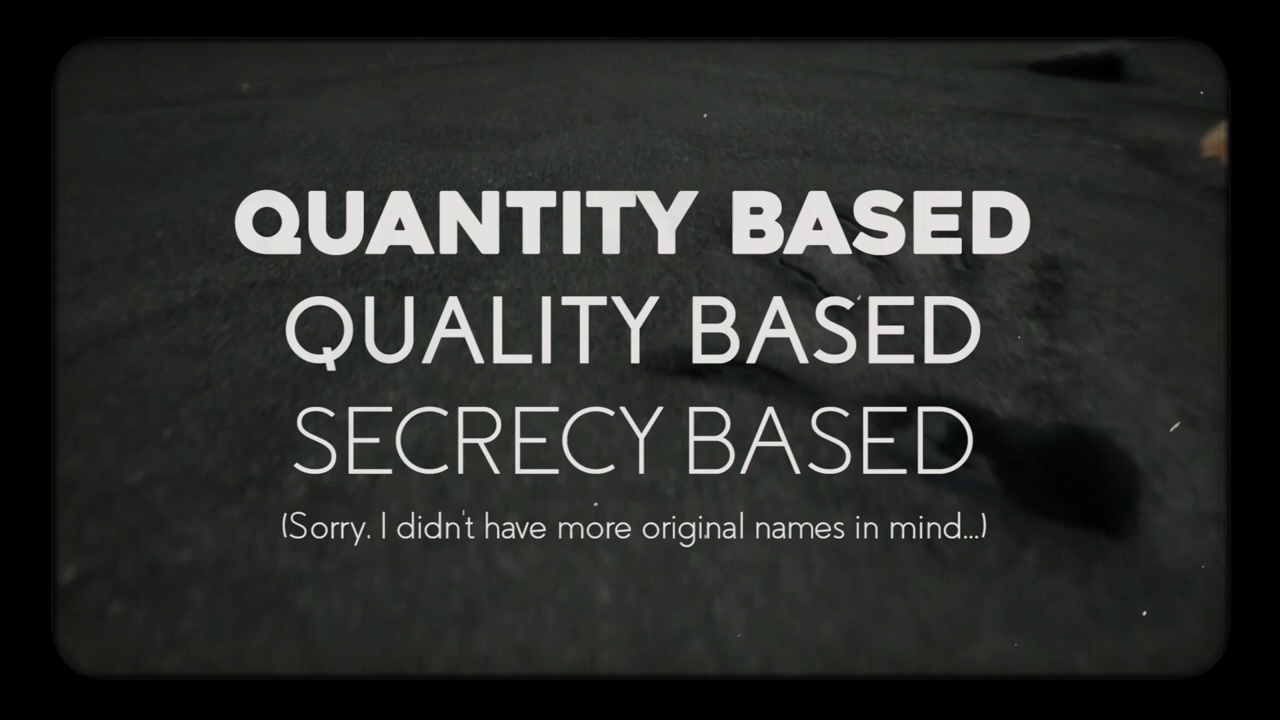 QUANTITY BASED
QUALITY BASED
SECRECY BASED
(Sorry. I didn't have more original names in mind...)